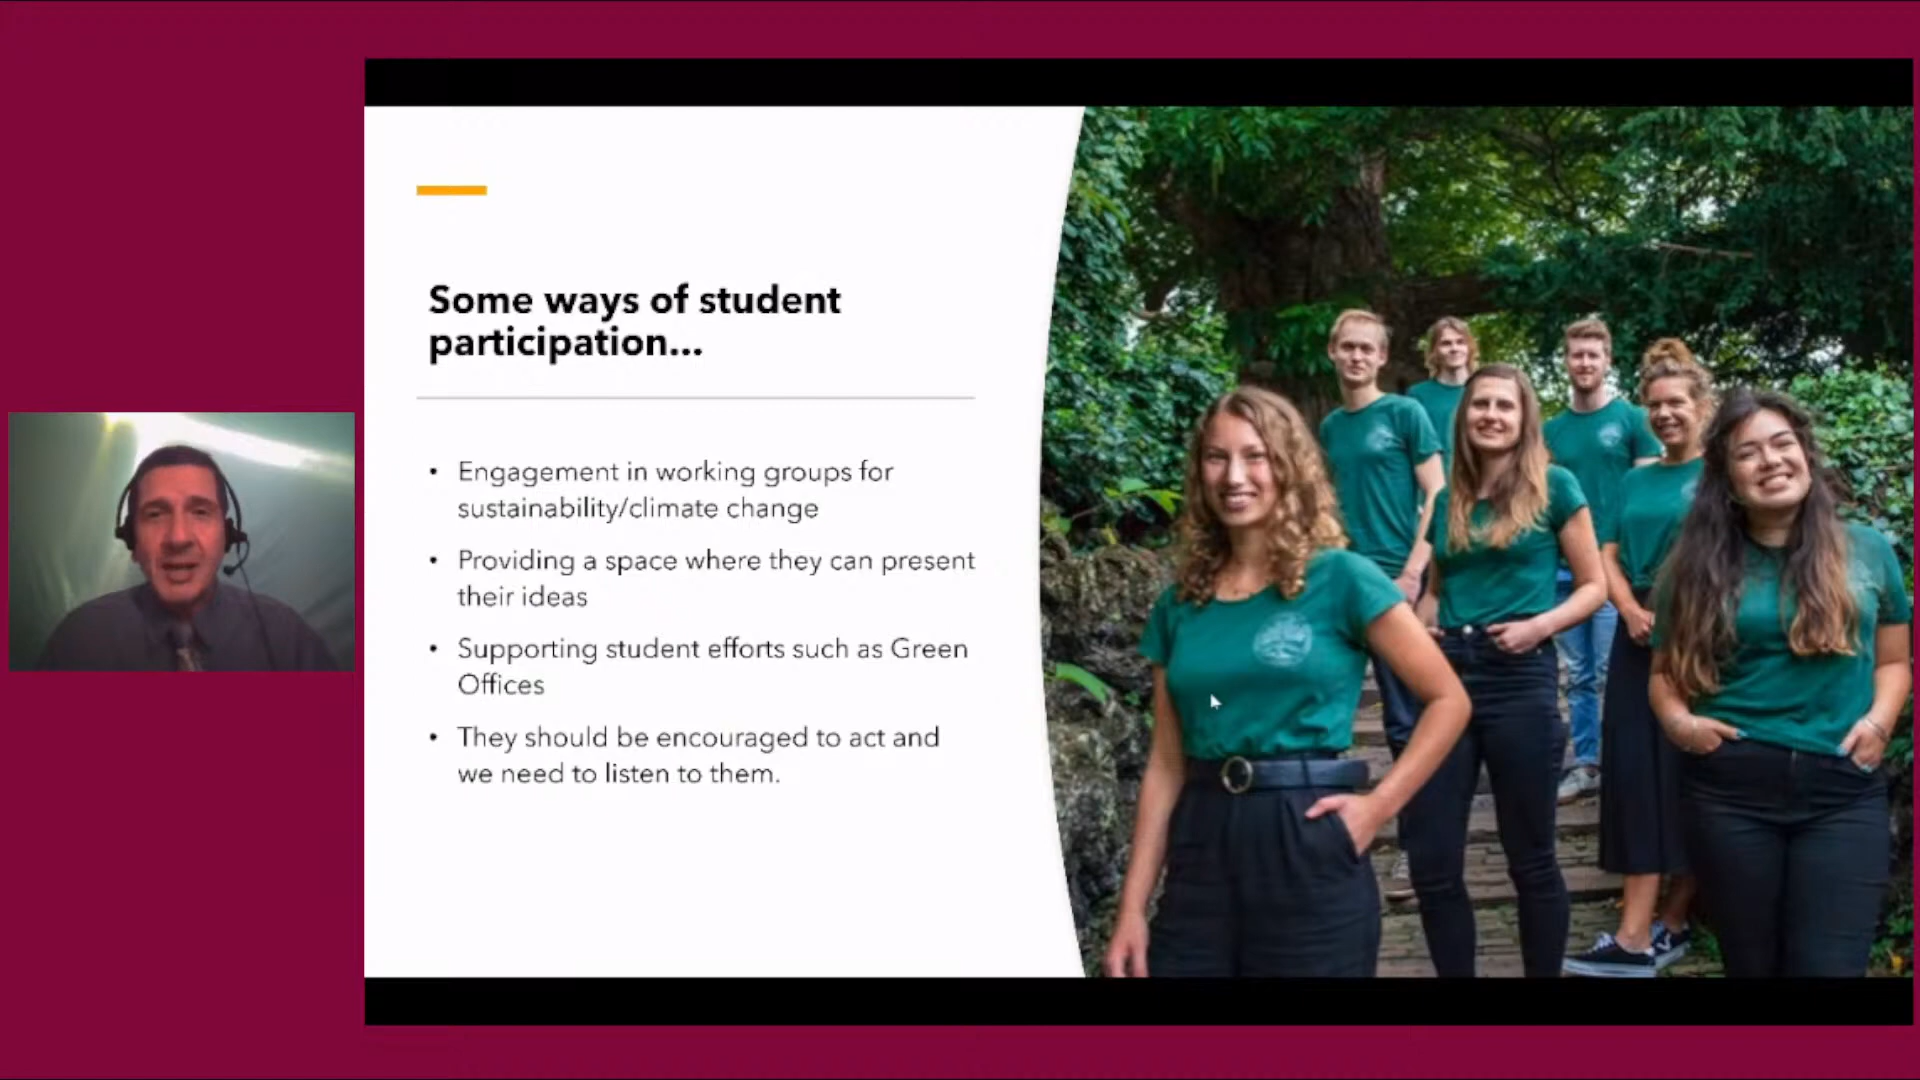 Some ways of student
participation...
• Engagement in working groups for
sustainability/climate change
• Providing a space where they can present
their ideas
• Supporting student efforts such as Green
Offices
• They should be encouraged to act and
we need to listen to them.